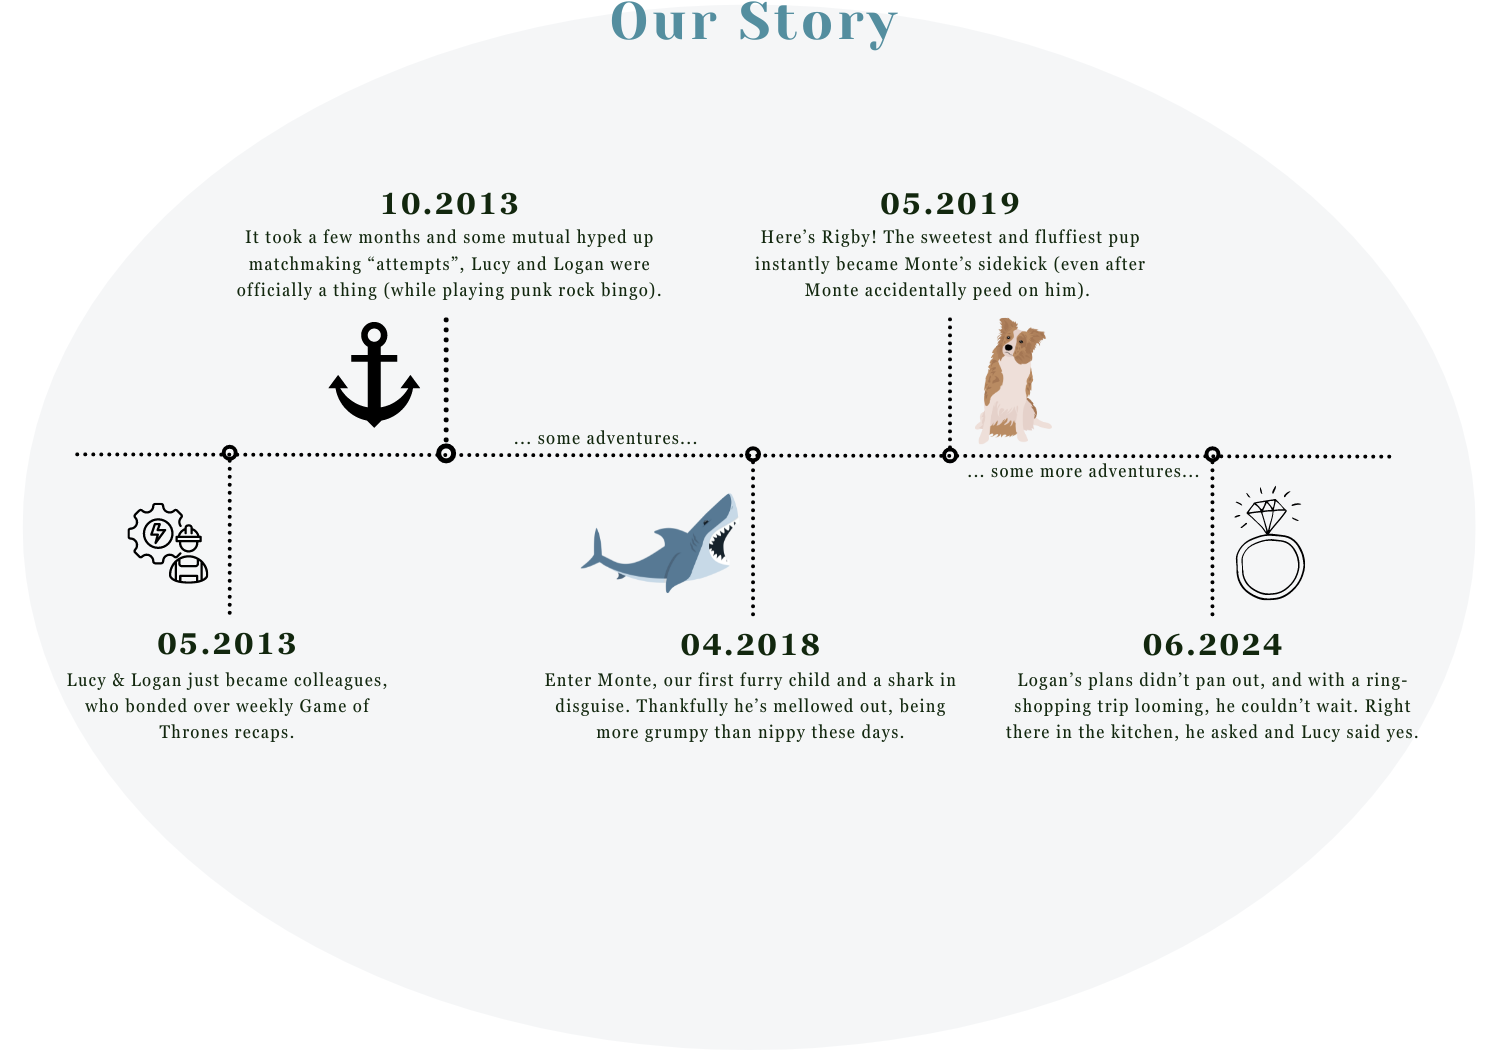 Our Story
10.2013
It took a few months and some mutual hyped up
matchmaking “attempts”, Lucy and Logan were
officially a thing (while playing punk rock bingo).
05.2019
Here’s Rigby! The sweetest and fluffiest pup
instantly became Monte’s sidekick (even after
Monte accidentally peed on him).
... some adventures...
... some more adventures...
05.2013
Lucy & Logan just became colleagues,
who bonded over weekly Game of
Thrones recaps.
04.2018
Enter Monte, our first furry child and a shark in
disguise. Thankfully he’s mellowed out, being
more grumpy than nippy these days.
06.2024
Logan’s plans didn’t pan out, and with a ring-
shopping trip looming, he couldn’t wait. Right
there in the kitchen, he asked and Lucy said yes.